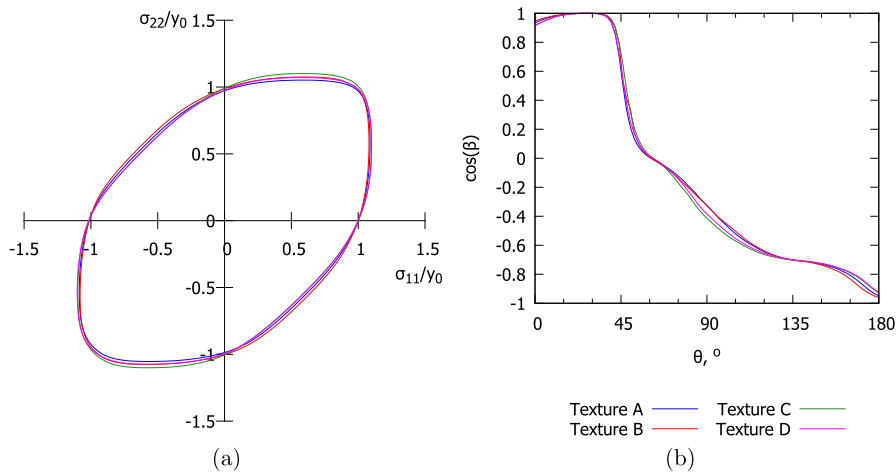 σ22/y0
1.5
1
0.5
0
-0.5
-1
-1.5
-1.5 -1 -0.5 0 0.5 1 1.5
σ11/y0
(a)
cos(β)
1
0.8
0.6
0.4
0.2
0
-0.2
-0.4
-0.6
-0.8
-1
0 45 90 135 180
θ, º
Texture A
Texture B
Texture C
Texture D
(b)